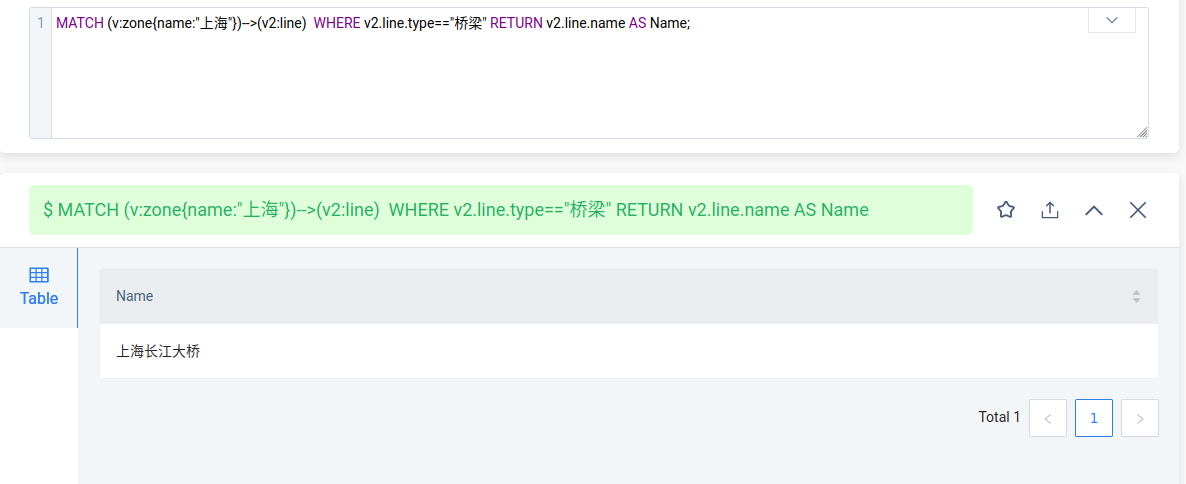 1 MATCH (v:zone{name:"上海"})-->(v2:line)  WHERE v2.line.type=="桥梁" RETURN v2.line.name AS Name;
$ MATCH (v:zone{name:"上海"})-->(v2:line)  WHERE v2.line.type=="桥梁" RETURN v2.line.name AS Name
Table
Name
上海长江大桥
Total 1 < 1 >